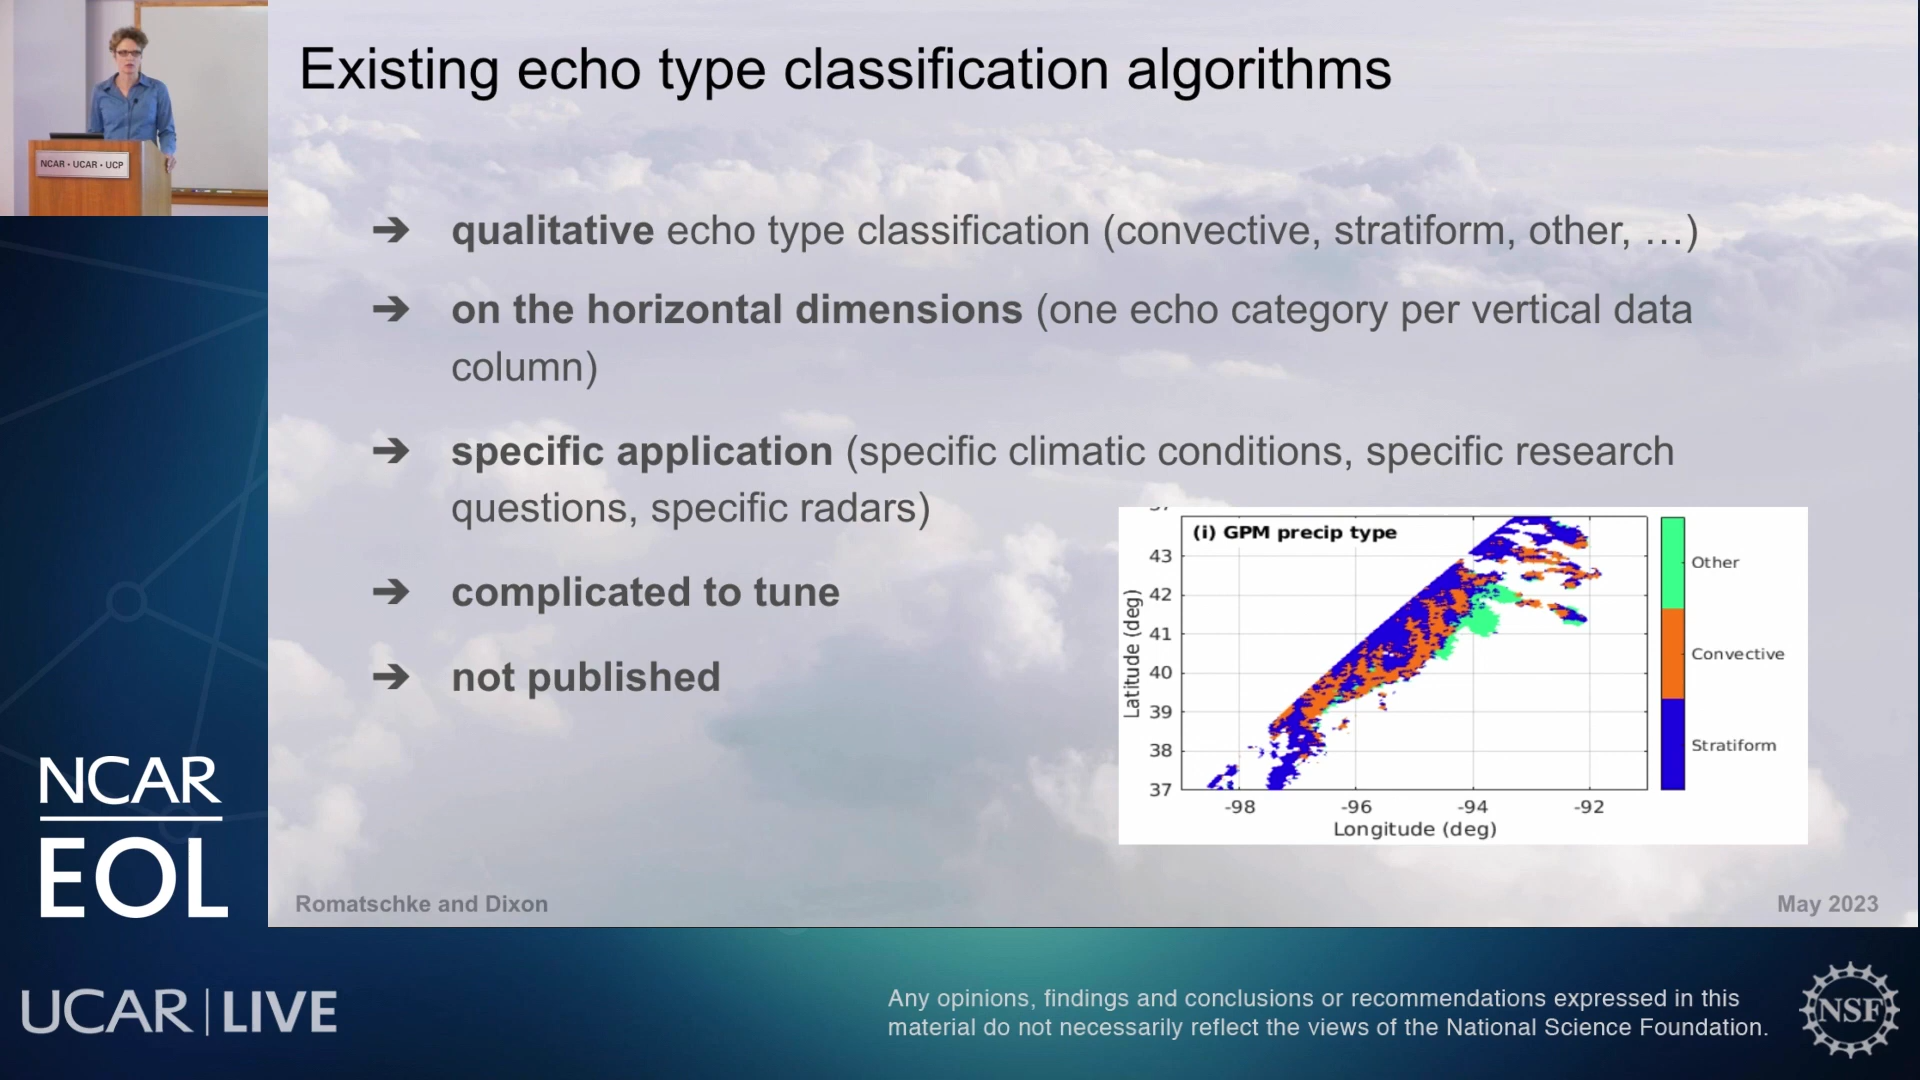 Existing echo type classification algorithms
NCAR • UCAR • UCP
➔ qualitative echo type classification (convective, stratiform, other, …)
➔ on the horizontal dimensions (one echo category per vertical data
column)
➔ specific application (specific climatic conditions, specific research
questions, specific radars)
➔ complicated to tune
➔ not published
(i) GPM precip type
43
42
41
40
39
38
37
Latitude (deg)
-98 -96 -94 -92
Longitude (deg)
Other
Convective
Stratiform
NCAR
EOL
Romatschke and Dixon
May 2023
UCAR | LIVE
Any opinions, findings and conclusions or recommendations expressed in this
material do not necessarily reflect the views of the National Science Foundation.
NSF